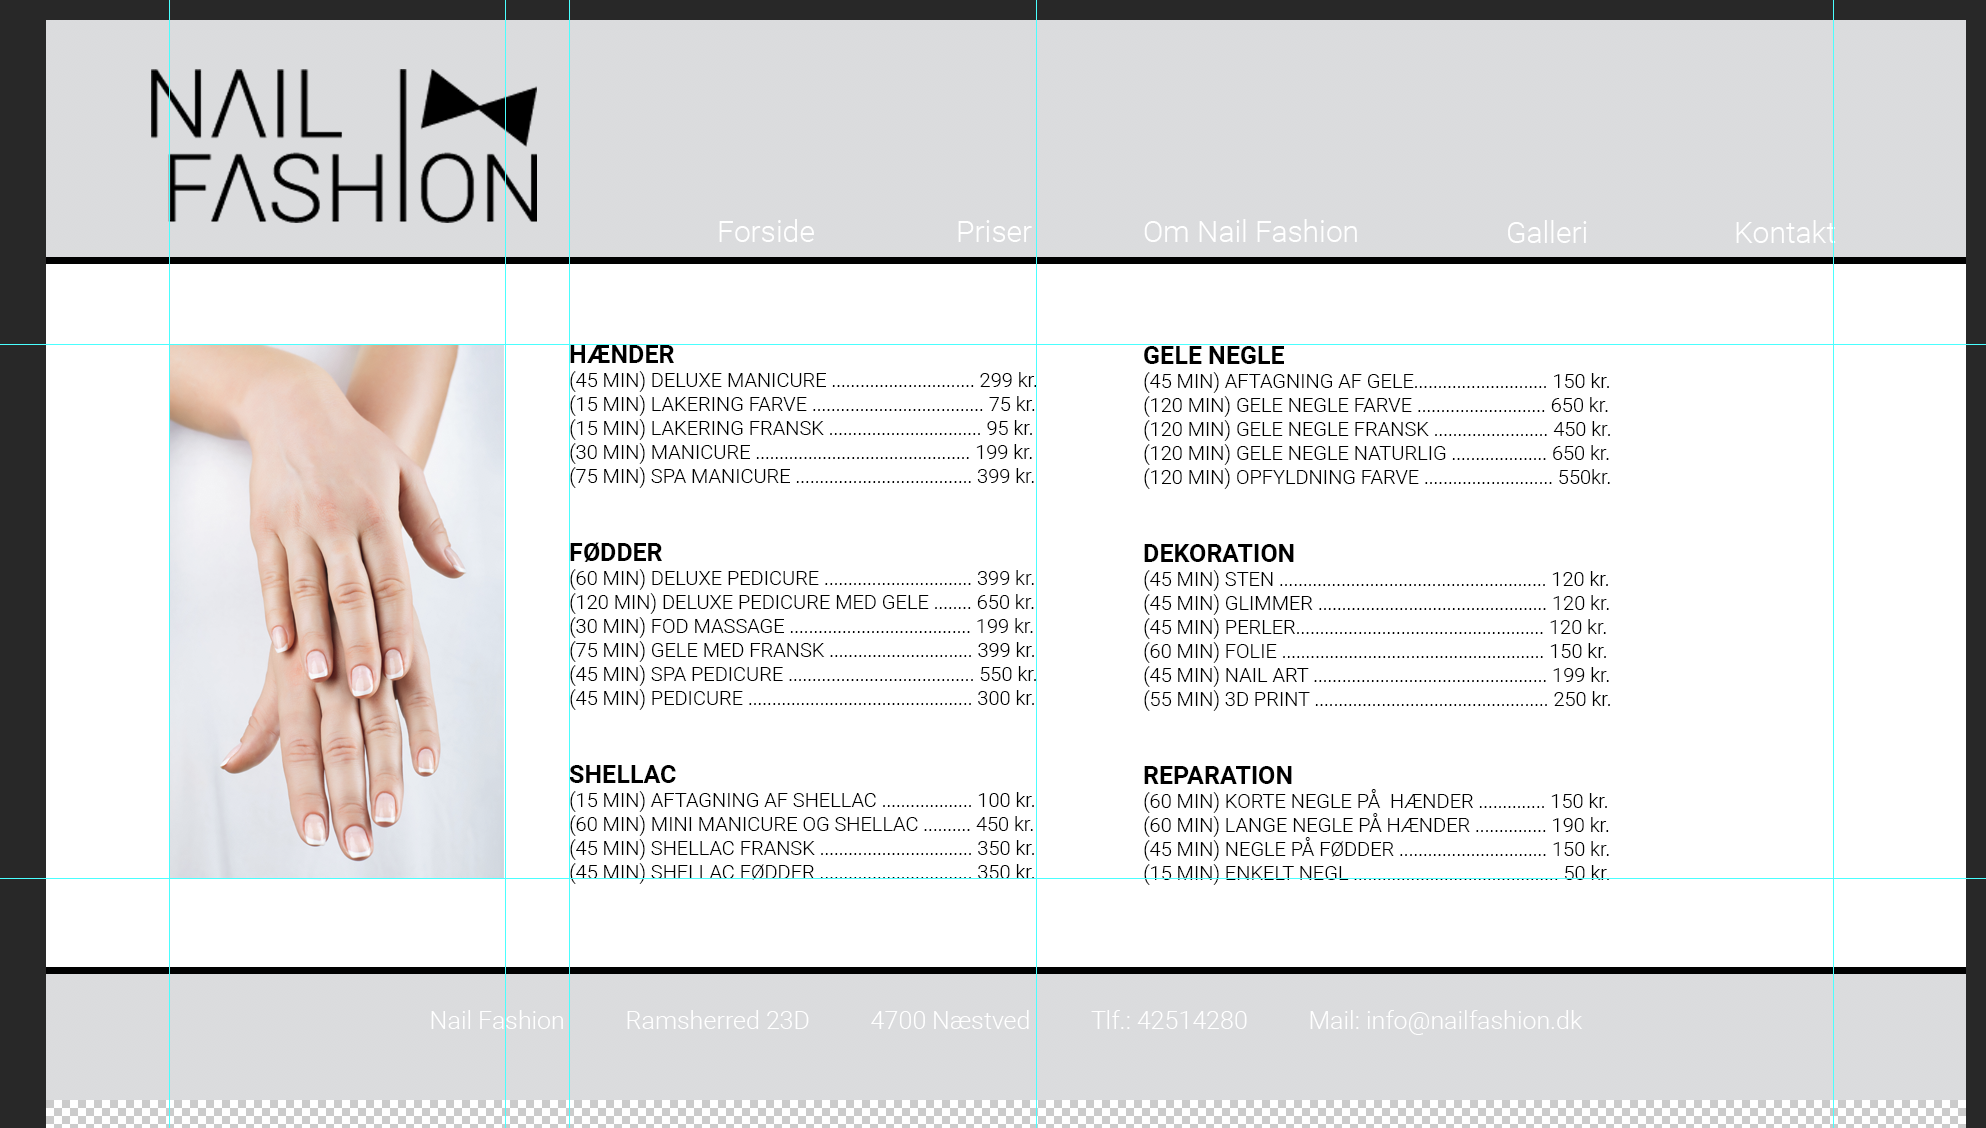 NAIL
FASHION
Forside
Priser
Om Nail Fashion
Galleri
Kontakt
HÆNDER
(45 MIN) DELUXE MANICURE .............................. 299 kr.
(15 MIN) LAKERING FARVE .................................... 75 kr.
(15 MIN) LAKERING FRANSK ................................ 95 kr.
(30 MIN) MANICURE ............................................. 199 kr.
(75 MIN) SPA MANICURE ..................................... 399 kr.
FØDDER
(60 MIN) DELUXE PEDICURE ............................... 399 kr.
(120 MIN) DELUXE PEDICURE MED GELE ........ 650 kr.
(30 MIN) FOD MASSAGE ...................................... 199 kr.
(75 MIN) GELE MED FRANSK .............................. 399 kr.
(45 MIN) SPA PEDICURE ....................................... 550 kr.
(45 MIN) PEDICURE ............................................... 300 kr.
SHELLAC
(15 MIN) AFTAGNING AF SHELLAC ................... 100 kr.
(60 MIN) MINI MANICURE OG SHELLAC .......... 450 kr.
(45 MIN) SHELLAC FRANSK ................................ 350 kr.
(45 MIN) SHELLAC FØDDER ................................ 350 kr.
GELE NEGLE
(45 MIN) AFTAGNING AF GELE............................ 150 kr.
(120 MIN) GELE NEGLE FARVE ........................... 650 kr.
(120 MIN) GELE NEGLE FRANSK ........................ 450 kr.
(120 MIN) GELE NEGLE NATURLIG .................... 650 kr.
(120 MIN) OPFYLDNING FARVE ........................... 550kr.
DEKORATION
(45 MIN) STEN ........................................................ 120 kr.
(45 MIN) GLIMMER ................................................ 120 kr.
(45 MIN) PERLER.................................................... 120 kr.
(60 MIN) FOLIE ....................................................... 150 kr.
(45 MIN) NAIL ART ................................................. 199 kr.
(55 MIN) 3D PRINT ................................................. 250 kr.
REPARATION
(60 MIN) KORTE NEGLE PÅ  HÆNDER .............. 150 kr.
(60 MIN) LANGE NEGLE PÅ HÆNDER ............... 190 kr.
(45 MIN) NEGLE PÅ FØDDER ............................... 150 kr.
(15 MIN) ENKELT NEGL ........................................... 50 kr.
Nail Fashion Ramsherred 23D 4700 Næstved Tlf.: 42514280 Mail: info@nailfashion.dk